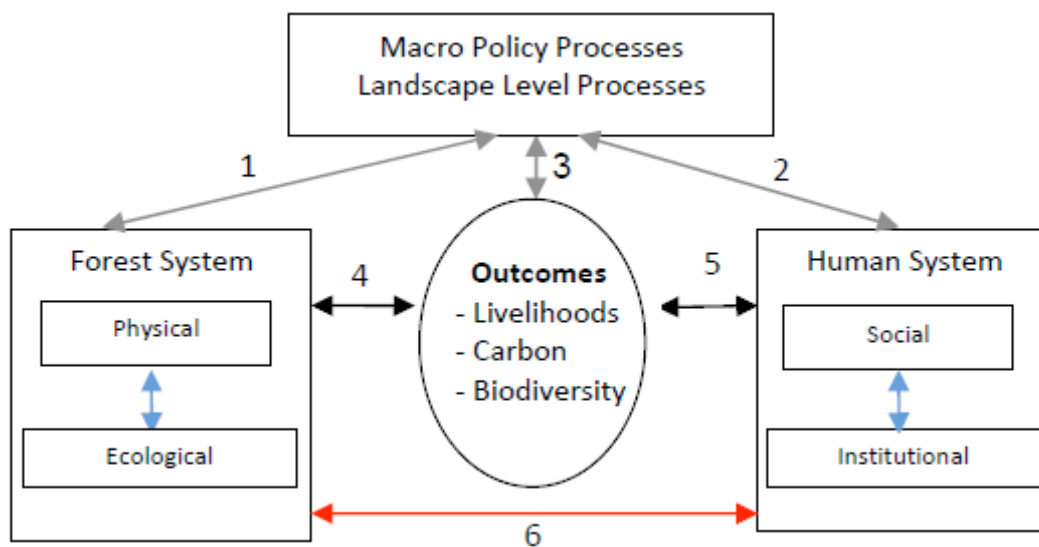 Macro Policy Processes
Landscape Level Processes
1
3
2
Forest System
Physical
Ecological
4
Outcomes
- Livelihoods
- Carbon
- Biodiversity
5
Human System
Social
Institutional
6